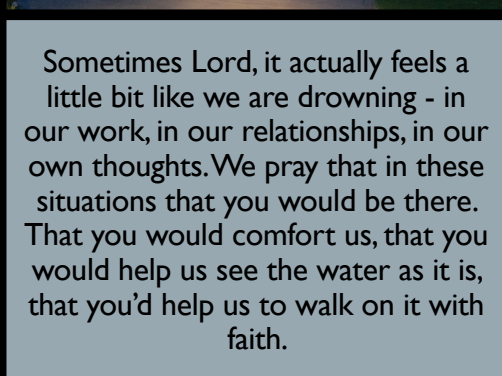 Sometimes Lord, it actually feels a
little bit like we are drowning - in
our work, in our relationships, in our
own thoughts. We pray that in these
situations that you would be there.
That you would comfort us, that you
would help us see the water as it is,
that you'd help us to walk on it with
faith.